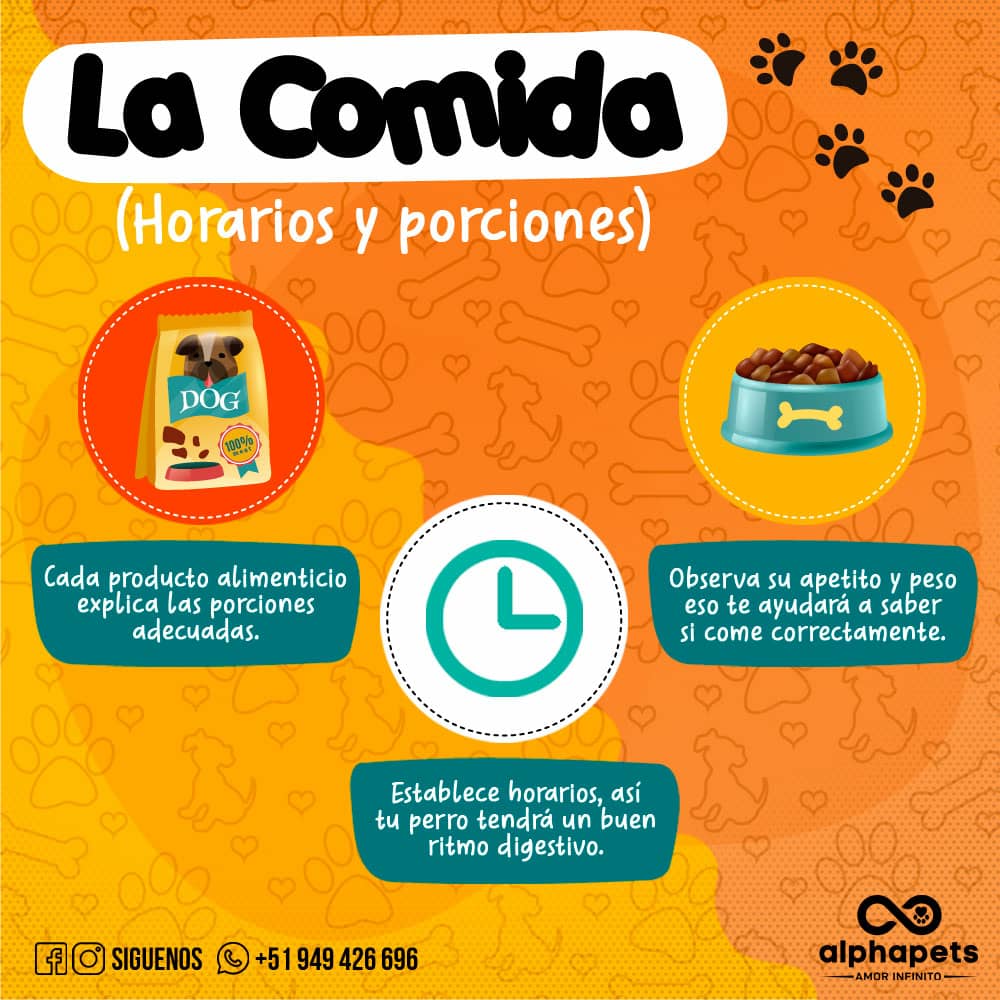 La Comida
(Horarios y porciones)
DOG
100%
Cada producto alimenticio
explica las porciones
adecuadas.
Observa su apetito y peso
eso te ayudará a saber
si come correctamente.
Establece horarios, así
tu perro tendrá un buen
ritmo digestivo.
SIGUENOS +51 949 426 696
alphapets
AMOR INFINITO